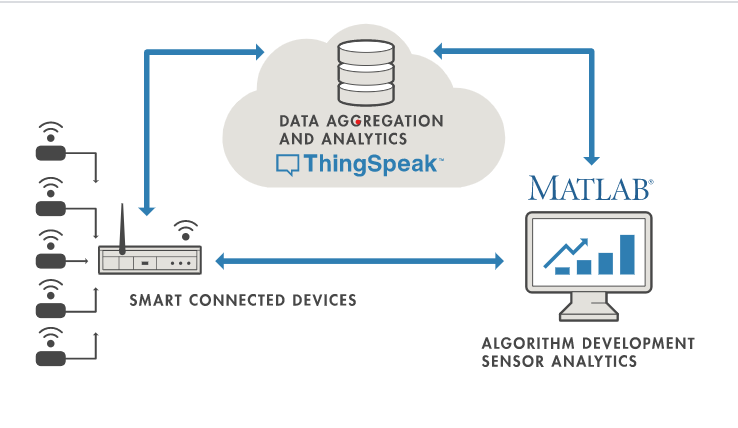 DATA AGGREGATION
AND ANALYTICS
ThingSpeak™
MATLAB®
SMART CONNECTED DEVICES
ALGORITHM DEVELOPMENT
SENSOR ANALYTICS